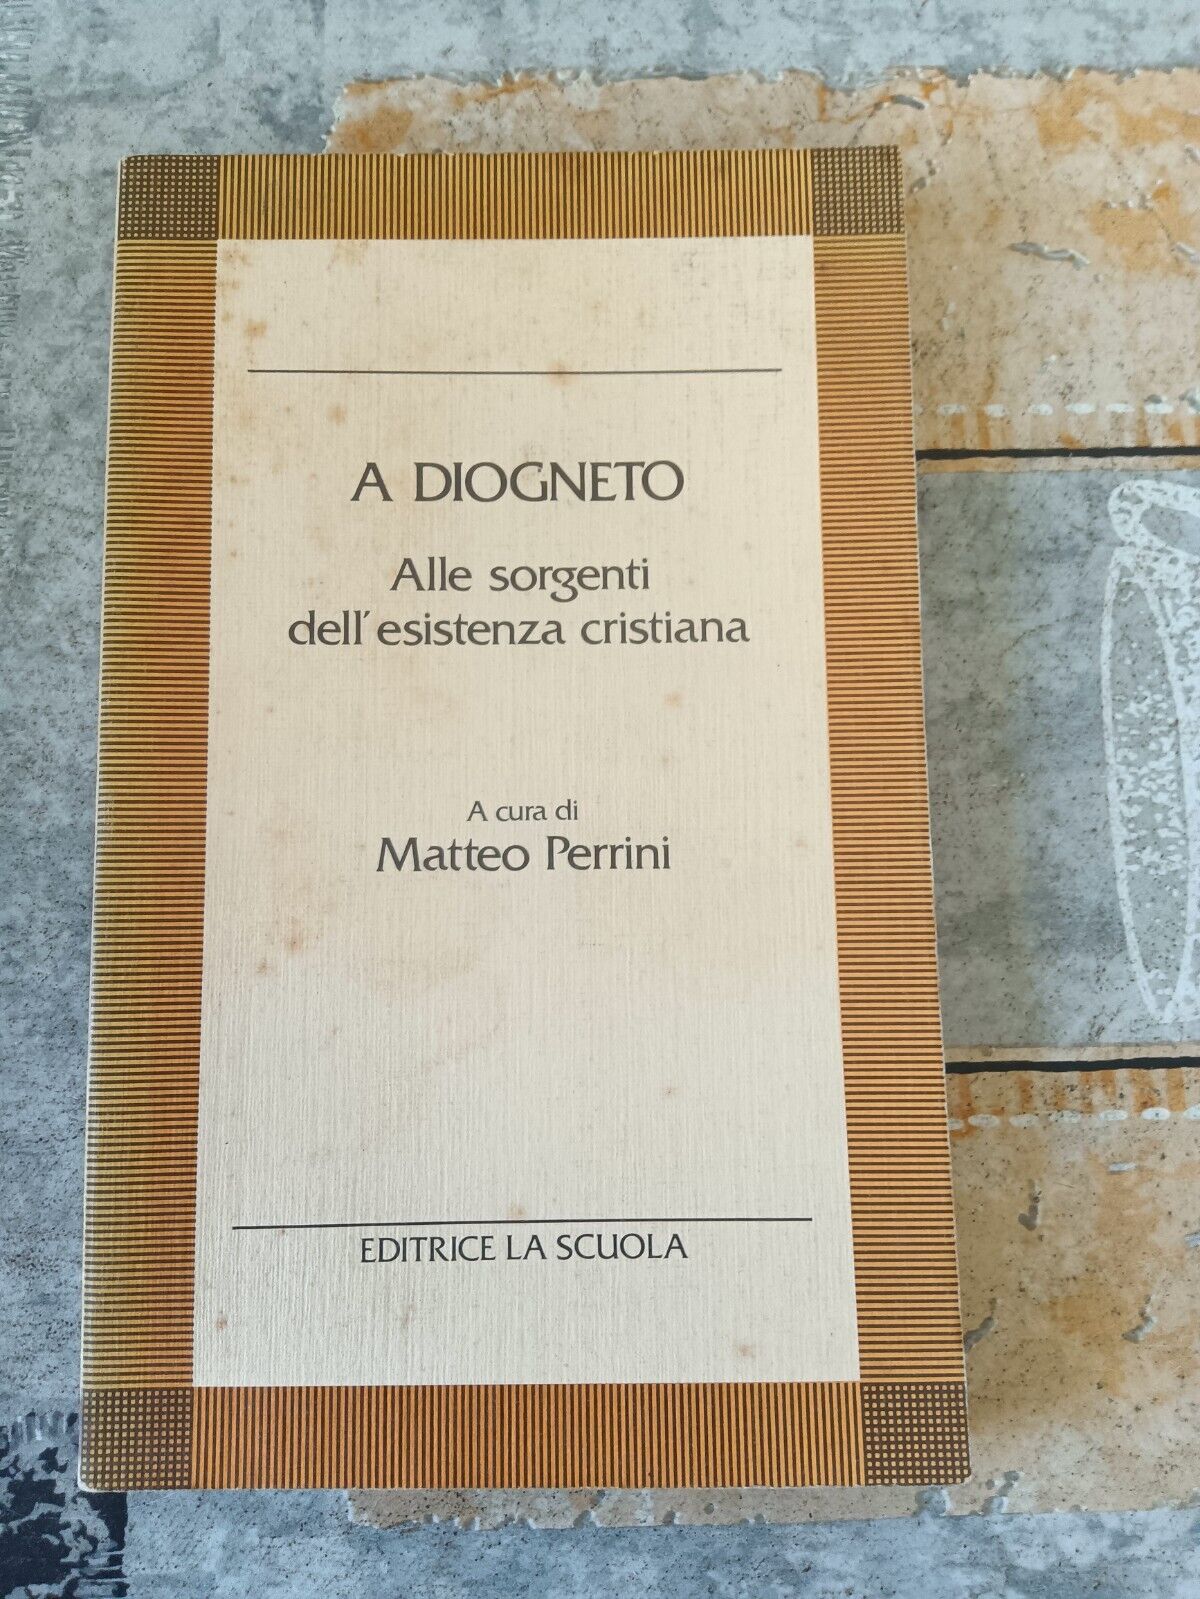 A DIOGNETO
Alle sorgenti
dell'esistenza cristiana
A cura di
Matteo Perrini
EDITRICE LA SCUOLA